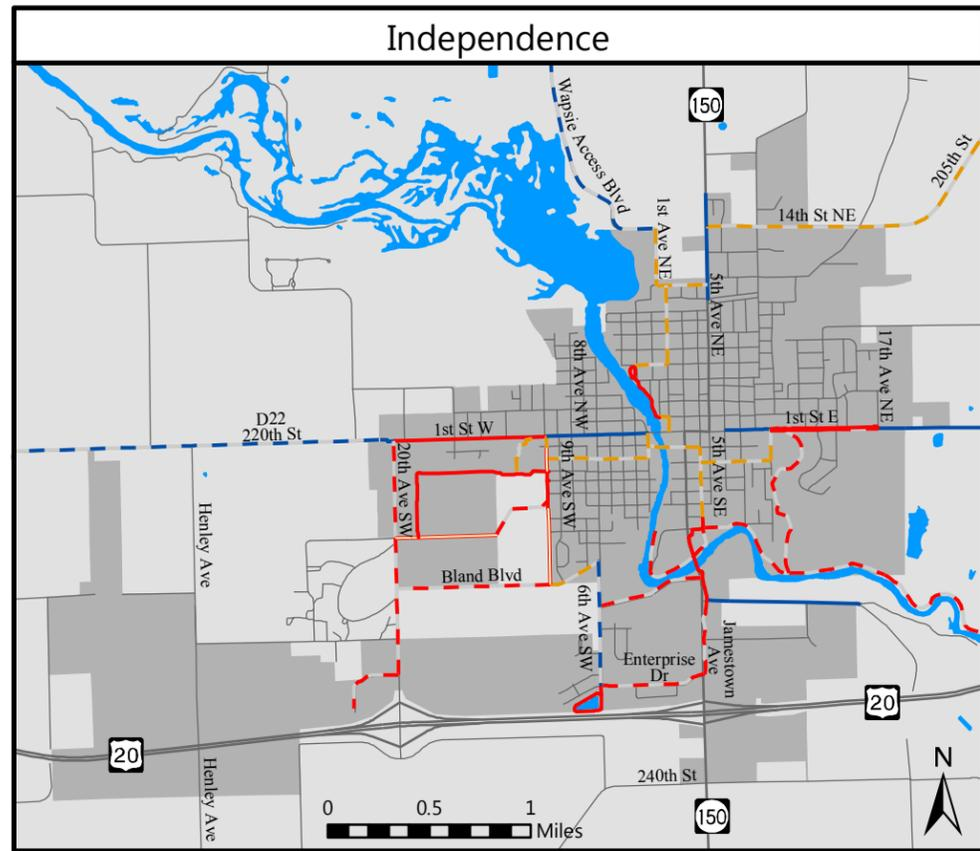 Independence
Wapsie Access Blvd
150
205th St
1st Ave NE
14th St NE
5th Ave NE
8th Ave NW
17th Ave NE
D22
220th St
1st St W
1st St E
20th Ave SW
9th Ave SW
5th Ave SE
Henley Ave
Bland Blvd
6th Ave SW
Jamestown
Ave
Enterprise
Dr
20
20
Henley Ave
240th St
N
0 0.5 1
Miles
150